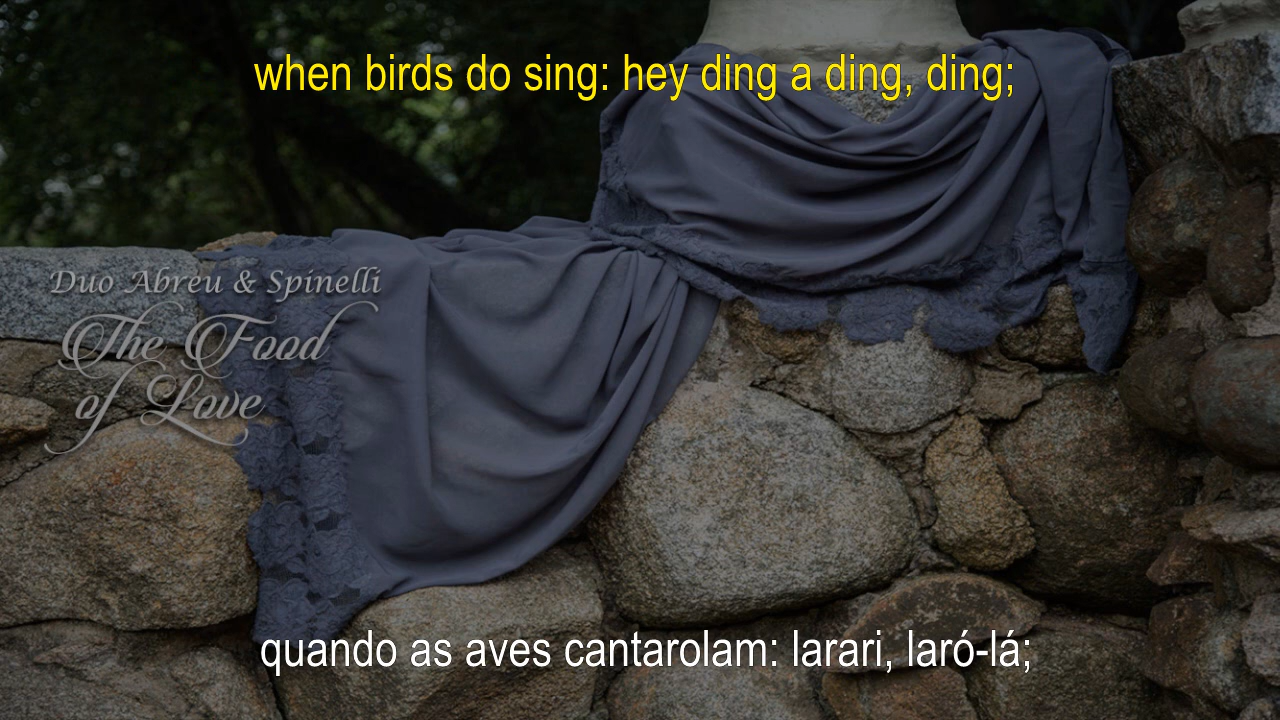 when birds do sing: hey ding a ding, ding;
Duo Abreu & Spinelli
The Food
of Love
quando as aves cantarolam: larari, laró-lá;